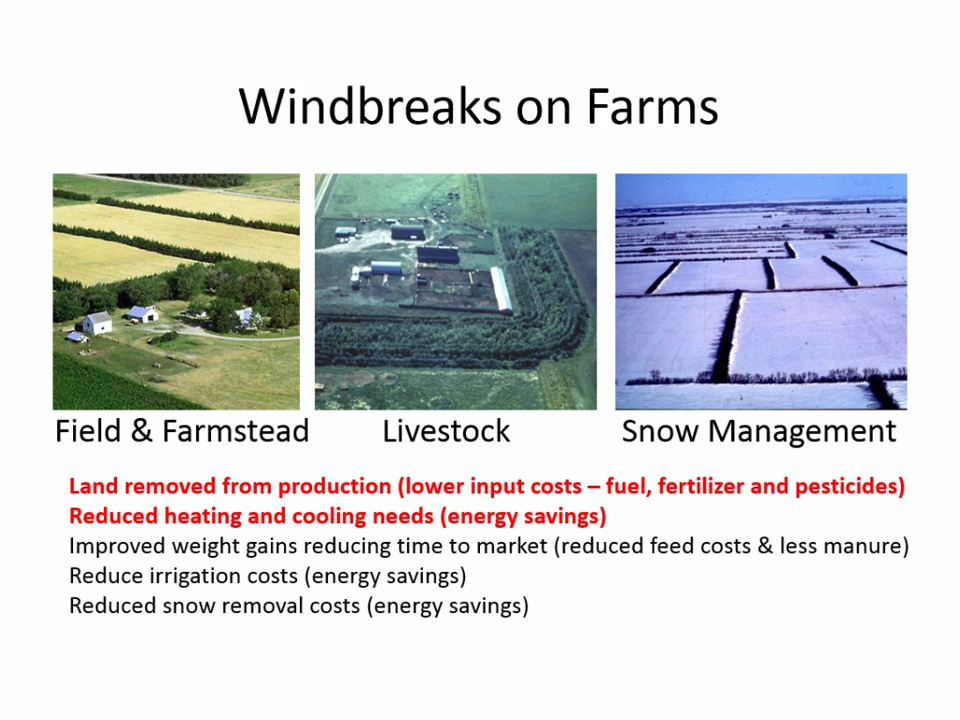 Windbreaks on Farms
Field & Farmstead
Livestock
Snow Management
Land removed from production (lower input costs – fuel, fertilizer and pesticides)
Reduced heating and cooling needs (energy savings)
Improved weight gains reducing time to market (reduced feed costs & less manure)
Reduce irrigation costs (energy savings)
Reduced snow removal costs (energy savings)